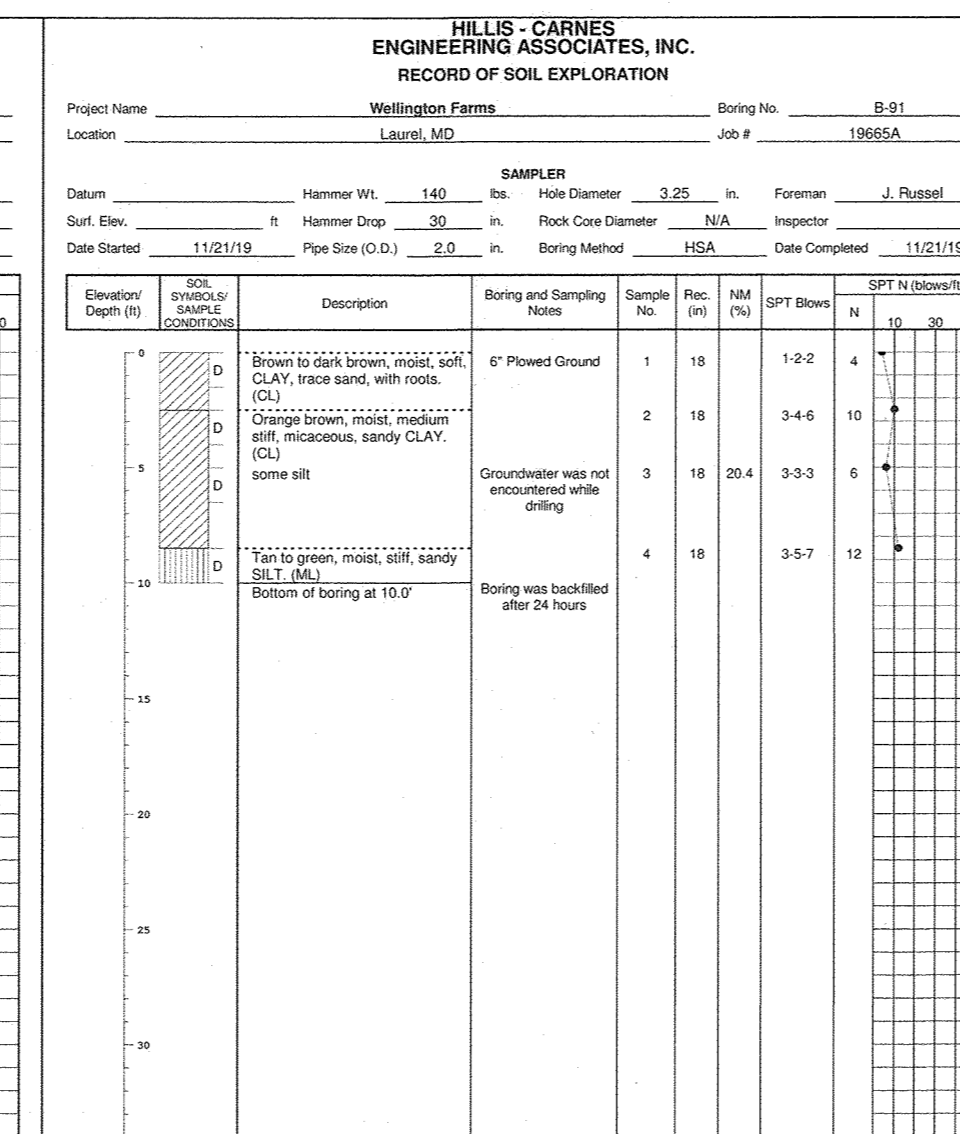 HILLIS - CARNES
ENGINEERING ASSOCIATES, INC.
RECORD OF SOIL EXPLORATION
Project Name Wellington Farms Boring No. B-91
Location Laurel, MD Job # 19665A
SAMPLER
Datum Hammer Wt. 140 lbs. Hole Diameter 3.25 in. Foreman J. Russel
Surf. Elev. ft Hammer Drop 30 in. Rock Core Diameter N/A Inspector
Date Started 11/21/19 Pipe Size (O.D.) 2.0 in. Boring Method HSA Date Completed 11/21/19
Elevation/
Depth (ft)
SOIL
SYMBOLS/
SAMPLE
CONDITIONS
Description
Boring and Sampling
Notes
Sample
No.
Rec.
(in)
NM
(%)
SPT Blows
SPT N (blows/ft
N
10 30
0
0
D
Brown to dark brown, moist, soft,
CLAY, trace sand, with roots.
(CL)
6" Plowed Ground
1 18 1-2-2 4
D
Orange brown, moist, medium
stiff, micaceous, sandy CLAY.
(CL)
2 18 3-4-6 10
5
D
some silt
Groundwater was not
encountered while
drilling
3 18 20.4 3-3-3 6
D
Tan to green, moist, stiff, sandy
SILT. (ML)
4 18 3-5-7 12
10
Bottom of boring at 10.0'
Boring was backfilled
after 24 hours
15
20
25
30